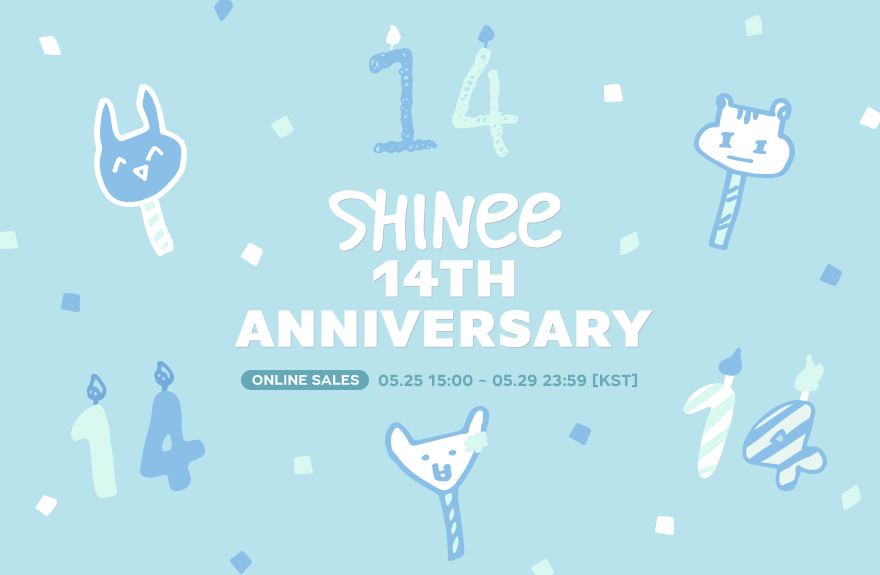 14
SHINee
14TH
ANNIVERSARY
ONLINE SALES 05.25 15:00 ~ 05.29 23:59 [KST]
14
14